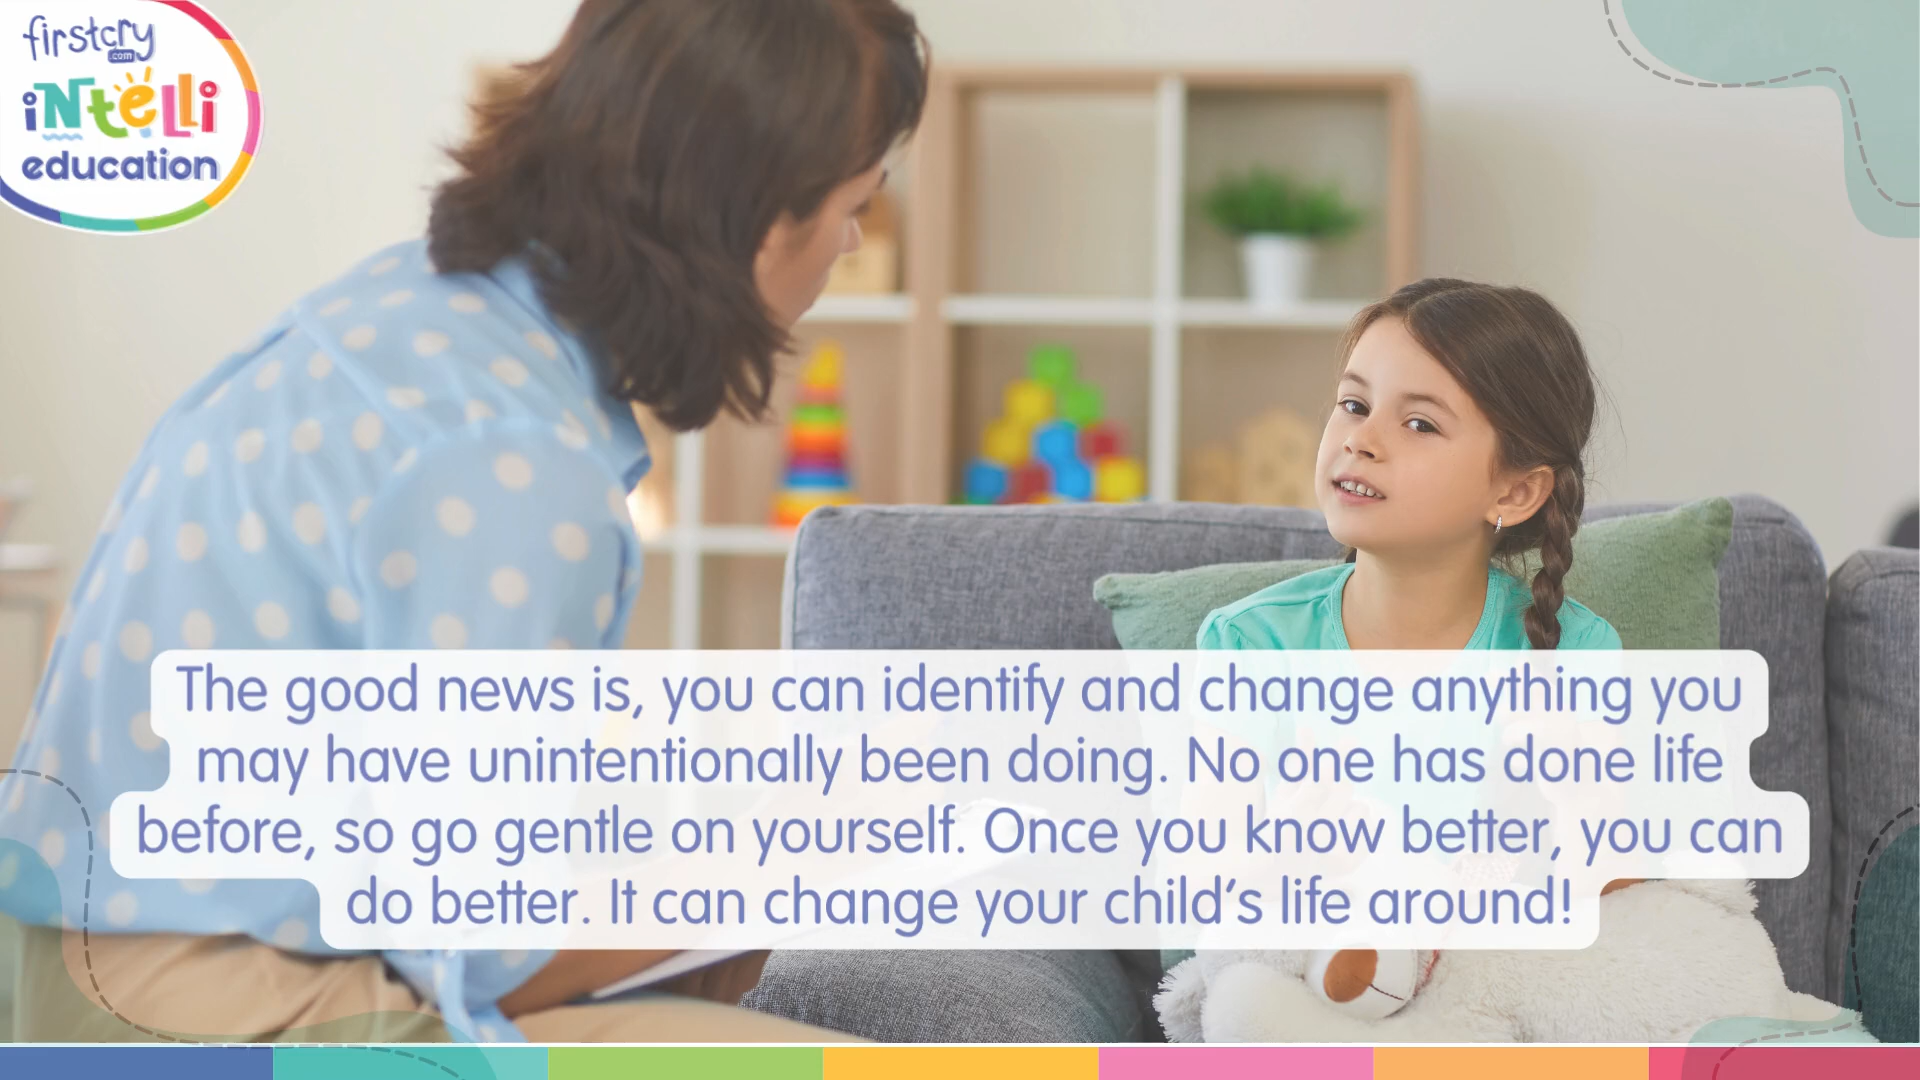 firstcry
.com
iNtelli
education
The good news is, you can identify and change anything you
may have unintentionally been doing. No one has done life
before, so go gentle on yourself. Once you know better, you can
do better. It can change your child's life around!